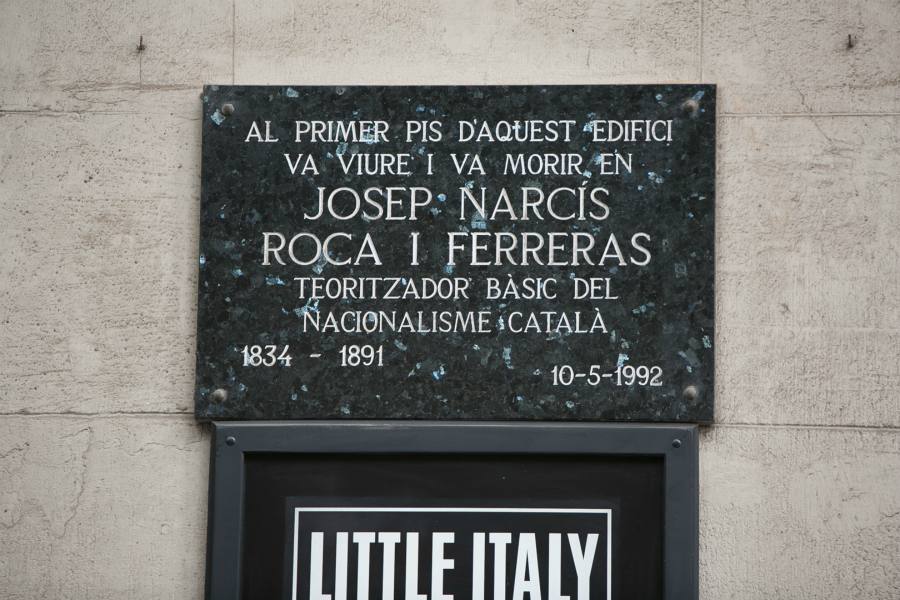 AL PRIMER PIS D'AQUEST EDIFICI
VA VIURE I VA MORIR EN
JOSEP NARCÍS
ROCA I FERRERAS
TEORITZADOR BÀSIC DEL
NACIONALISME CATALÀ
1834 - 1891
10-5-1992
LITTLE ITALY